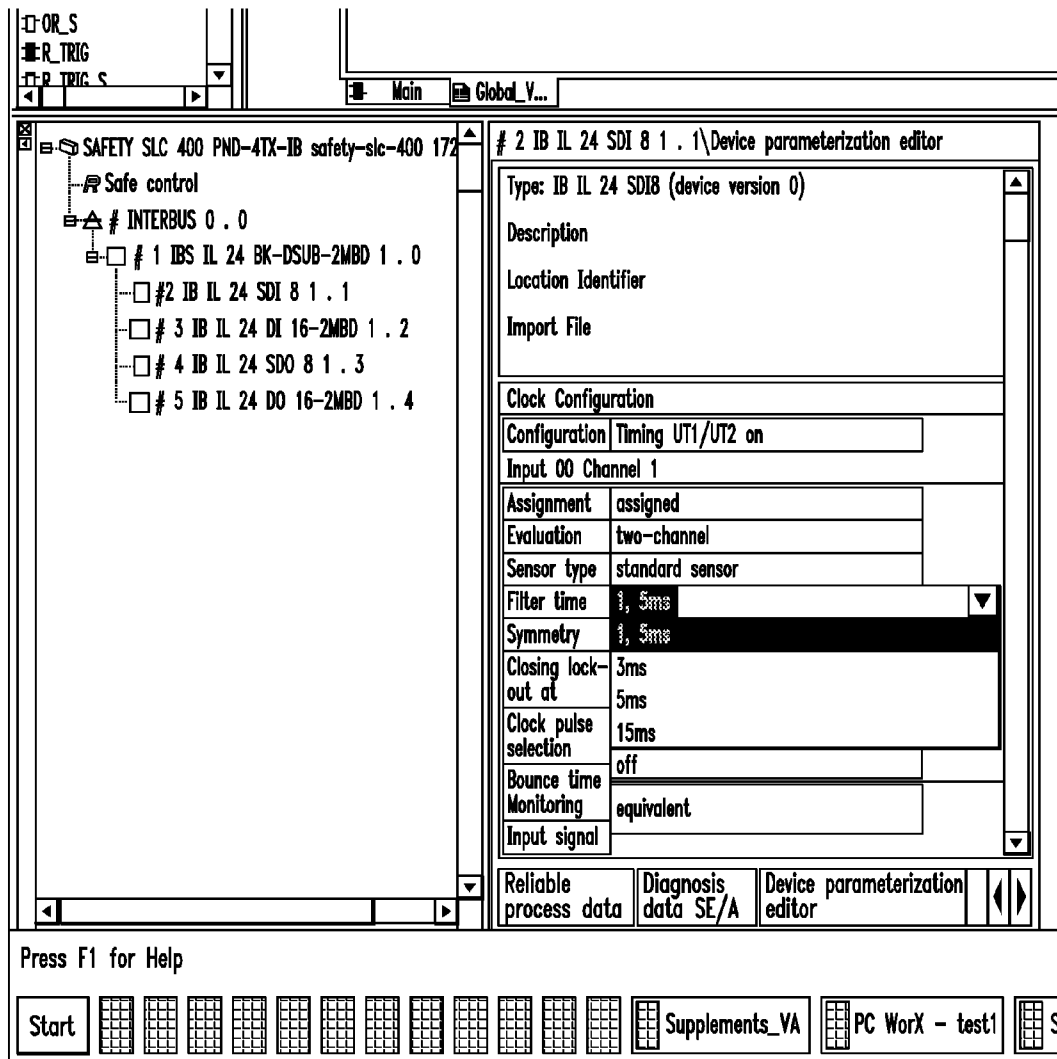 OR_S
R_TRIG
R_TRIG_S
Main
Global_V...
SAFETY SLC 400 PND-4TX-IB safety-slc-400 172
Safe control
# INTERBUS 0 . 0
# 1 IBS IL 24 BK-DSUB-2MBD 1 . 0
#2 IB IL 24 SDI 8 1 . 1
# 3 IB IL 24 DI 16-2MBD 1 . 2
# 4 IB IL 24 SDO 8 1 . 3
# 5 IB IL 24 DO 16-2MBD 1 . 4
# 2 IB IL 24 SDI 8 1 . 1\Device parameterization editor
Type: IB IL 24 SDI8 (device version 0)
Description
Location Identifier
Import File
Clock Configuration
Configuration Timing UT1/UT2 on
Input 00 Channel 1
Assignment assigned
Evaluation two-channel
Sensor type standard sensor
Filter time 1, 5ms
Symmetry 1, 5ms
Closing lock-
out at
3ms
5ms
Clock pulse
selection
15ms
off
Bounce time
Monitoring
equivalent
Input signal
Reliable
process data
Diagnosis
data SE/A
Device parameterization
editor
Press F1 for Help
Start
Supplements_VA
PC WorX - test1
S